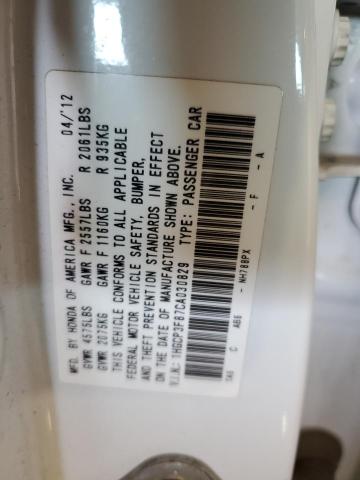 MFD. BY HONDA OF AMERICA MFG., INC. 04/12
GVWR 4575LBS GAWR F 2557LBS R 2061LBS
GVWR 2075KG GAWR F 1160KG R 935KG
THIS VEHICLE CONFORMS TO ALL APPLICABLE
FEDERAL MOTOR VEHICLE SAFETY, BUMPER,
AND THEFT PREVENTION STANDARDS IN EFFECT
ON THE DATE OF MANUFACTURE SHOWN ABOVE.
V.I.N: 1HGCP3F87CA030829 TYPE: PASSENGER CAR
TA5 C AB6 - NH788PX - F - A